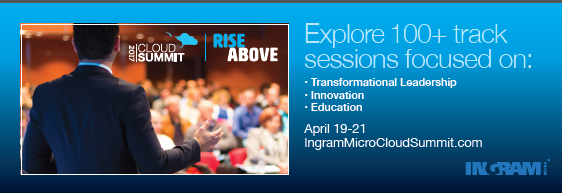 2017
CLOUD
SUMMIT
RISE
ABOVE
Explore 100+ track
sessions focused on:
· Transformational Leadership
· Innovation
· Education
April 19-21
IngramMicroCloudSummit.com
INGRAM